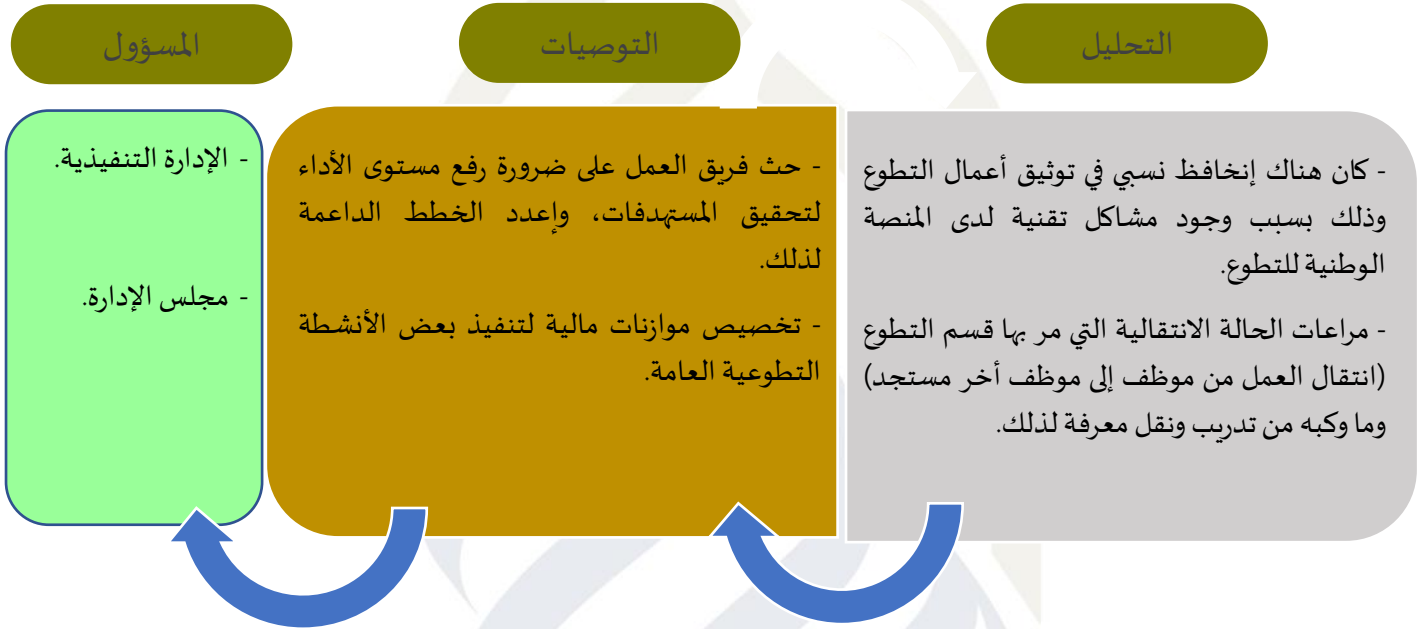 التحليل
التوصيات
المسؤول
- كان هناك إنخافظ نسبي في توثيق أعمال التطوع
وذلك بسبب وجود مشاكل تقنية لدى المنصة
الوطنية للتطوع.
- مراعات الحالة الانتقالية التي مر بها قسم التطوع
(انتقال العمل من موظف إلى موظف أخر مستجد)
وما وكبه من تدريب ونقل معرفة لذلك.
- حث فريق العمل على ضرورة رفع مستوى الأداء
لتحقيق المستهدفات، وإعدد الخطط الداعمة
لذلك.
- تخصيص موازنات مالية لتنفيذ بعض الأنشطة
التطوعية العامة.
- الإدارة التنفيذية.
- مجلس الإدارة.